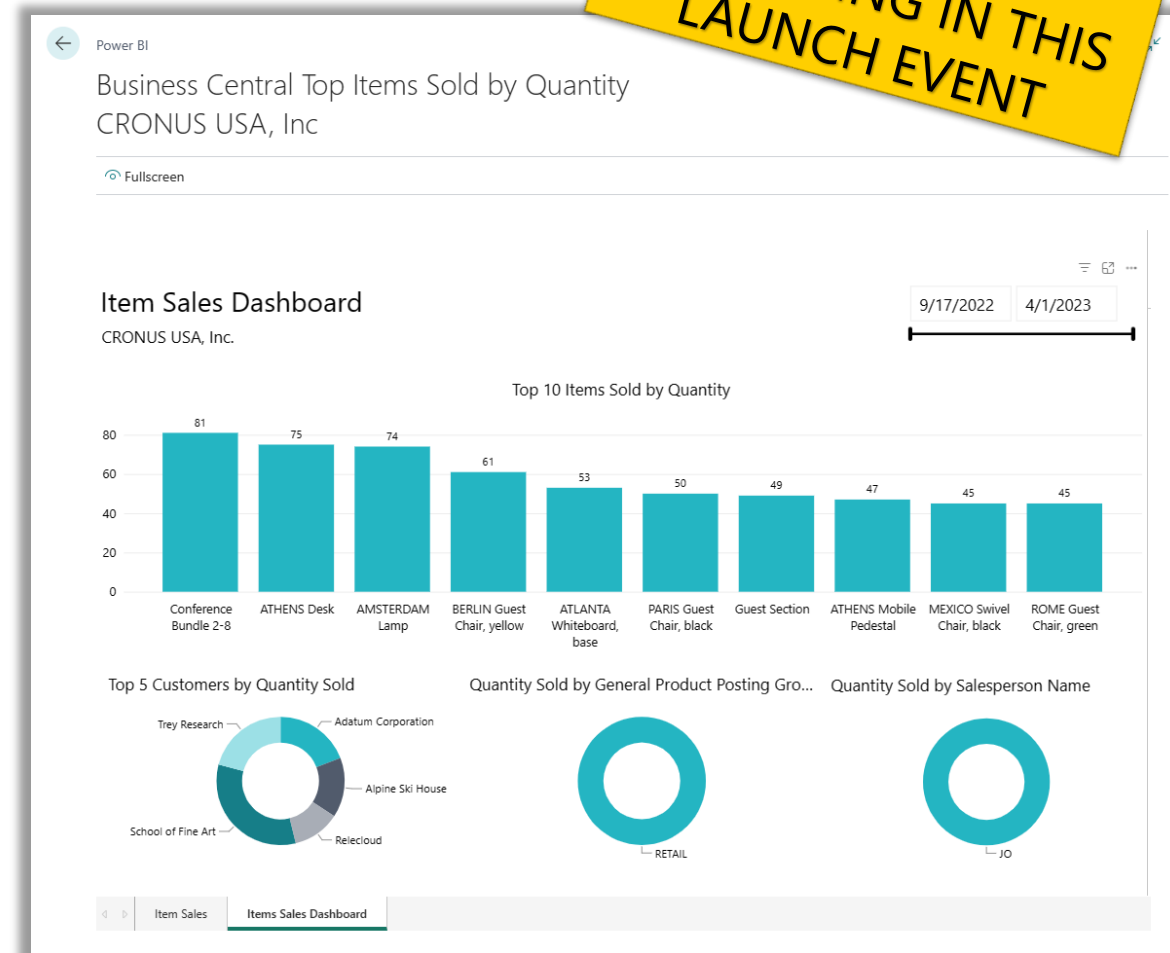 THIS
LAUNCH EVENT
Power BI
Business Central Top Items Sold by Quantity
CRONUS USA, Inc
Fullscreen
Item Sales Dashboard
CRONUS USA, Inc.
9/17/2022 4/1/2023
Top 10 Items Sold by Quantity
80
60
40
20
0
81 75 74 61 53 50 49 47 45 45
Conference ATHENS Desk AMSTERDAM BERLIN Guest ATLANTA PARIS Guest Guest Section ATHENS Mobile MEXICO Swivel ROME Guest
Bundle 2-8 Lamp Chair, yellow Whiteboard, Chair, black Pedestal Chair, black Chair, green
base
Top 5 Customers by Quantity Sold
Trey Research
Adatum Corporation
Alpine Ski House
School of Fine Art
Relecloud
Quantity Sold by General Product Posting Gro...
RETAIL
Quantity Sold by Salesperson Name
JO
Item Sales Items Sales Dashboard